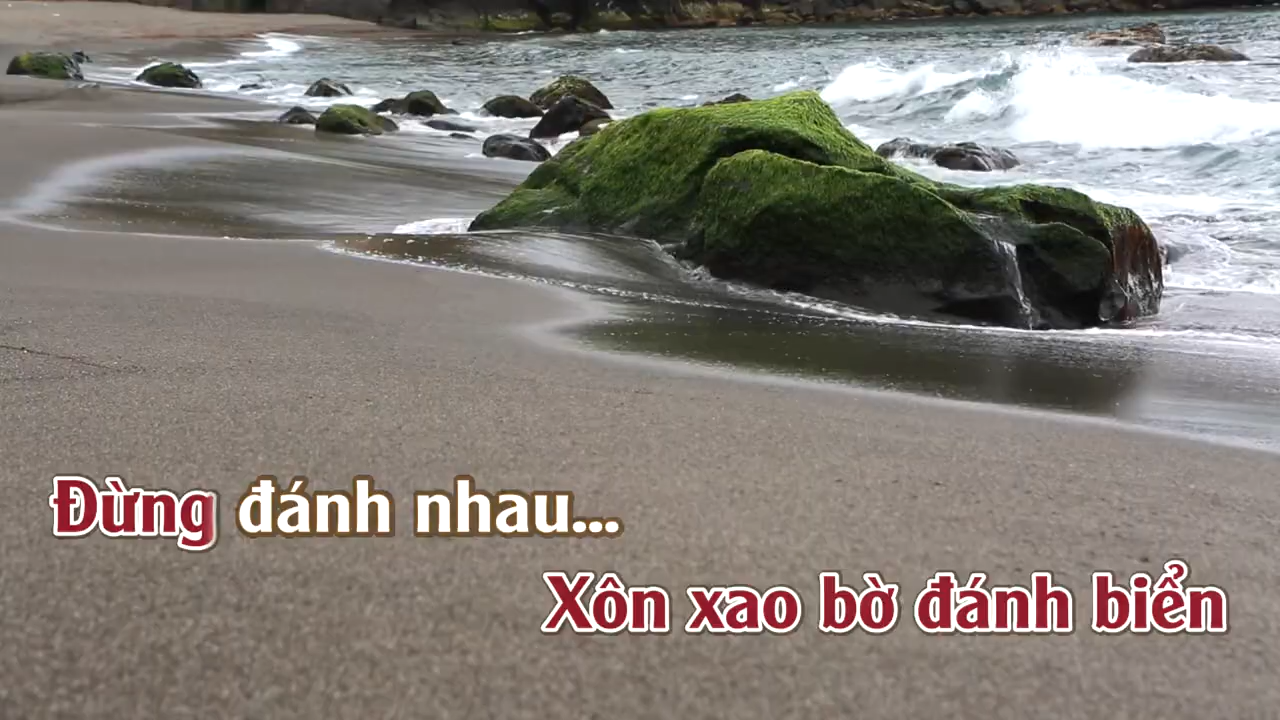 Đừng đánh nhau...
Xôn xao bờ đánh biển